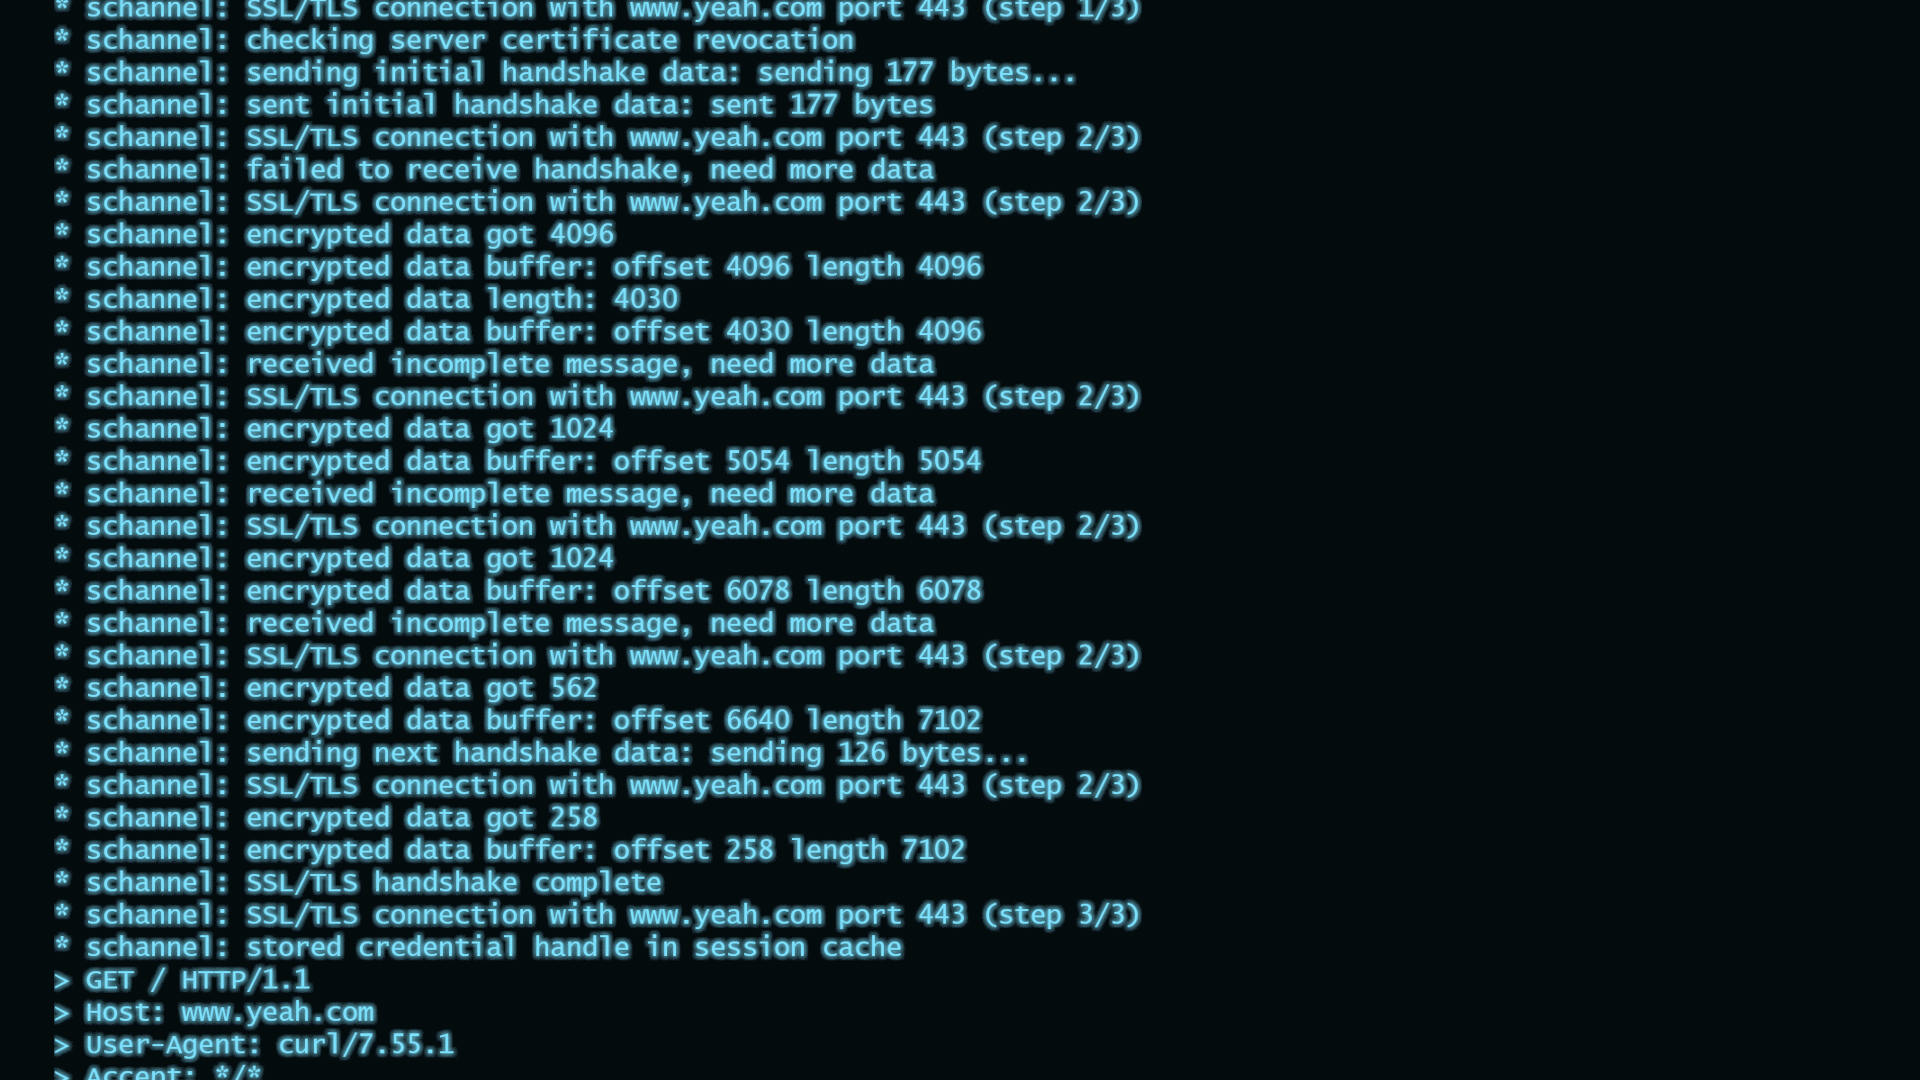 * schannel: SSL/TLS connection with www.yeah.com port 443 (step 1/3)
* schannel: checking server certificate revocation
* schannel: sending initial handshake data: sending 177 bytes...
* schannel: sent initial handshake data: sent 177 bytes
* schannel: SSL/TLS connection with www.yeah.com port 443 (step 2/3)
* schannel: failed to receive handshake, need more data
* schannel: SSL/TLS connection with www.yeah.com port 443 (step 2/3)
* schannel: encrypted data got 4096
* schannel: encrypted data buffer: offset 4096 length 4096
* schannel: encrypted data length: 4030
* schannel: encrypted data buffer: offset 4030 length 4096
* schannel: received incomplete message, need more data
* schannel: SSL/TLS connection with www.yeah.com port 443 (step 2/3)
* schannel: encrypted data got 1024
* schannel: encrypted data buffer: offset 5054 length 5054
* schannel: received incomplete message, need more data
* schannel: SSL/TLS connection with www.yeah.com port 443 (step 2/3)
* schannel: encrypted data got 1024
* schannel: encrypted data buffer: offset 6078 length 6078
* schannel: received incomplete message, need more data
* schannel: SSL/TLS connection with www.yeah.com port 443 (step 2/3)
* schannel: encrypted data got 562
* schannel: encrypted data buffer: offset 6640 length 7102
* schannel: sending next handshake data: sending 126 bytes...
* schannel: SSL/TLS connection with www.yeah.com port 443 (step 2/3)
* schannel: encrypted data got 258
* schannel: encrypted data buffer: offset 258 length 7102
* schannel: SSL/TLS handshake complete
* schannel: SSL/TLS connection with www.yeah.com port 443 (step 3/3)
* schannel: stored credential handle in session cache
> GET / HTTP/1.1
> Host: www.yeah.com
> User-Agent: curl/7.55.1
> Accept: */*